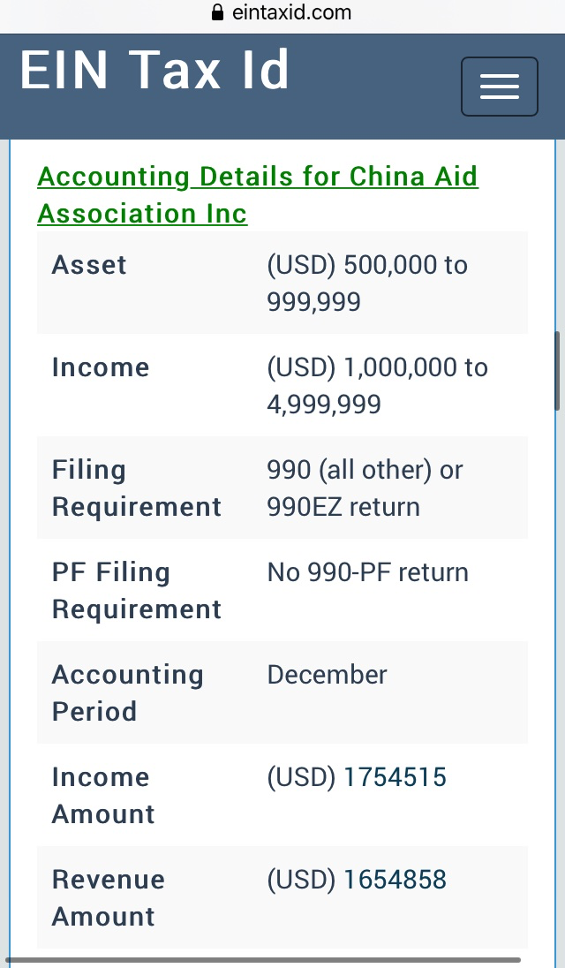 eintaxid.com
EIN Tax Id
Accounting Details for China Aid
Association Inc
Asset (USD) 500,000 to
999,999
Income (USD) 1,000,000 to
4,999,999
Filing 990 (all other) or
Requirement 990EZ return
PF Filing No 990-PF return
Requirement
Accounting December
Period
Income (USD) 1754515
Amount
Revenue (USD) 1654858
Amount